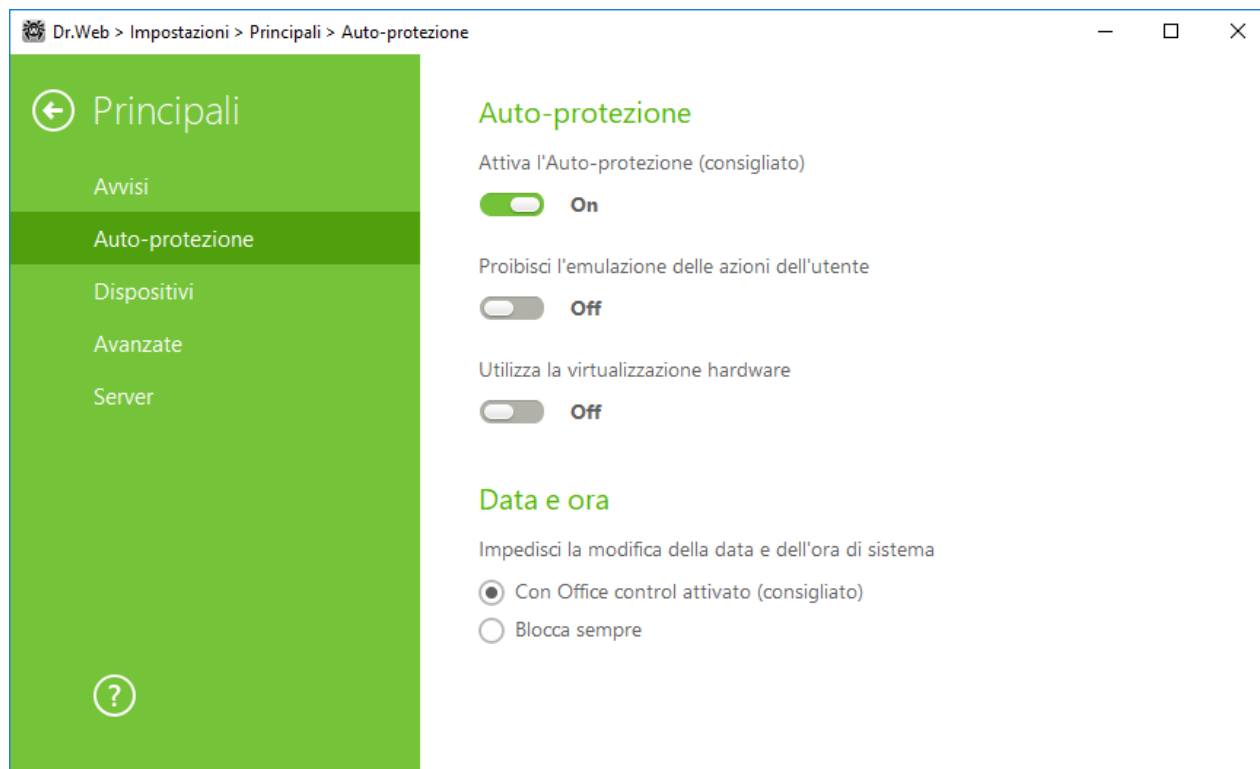 Dr.Web > Impostazioni > Principali > Auto-protezione
Principali
Avvisi
Auto-protezione
Dispositivi
Avanzate
Server
?
Auto-protezione
Attiva l'Auto-protezione (consigliato)
On
Proibisci l'emulazione delle azioni dell'utente
Off
Utilizza la virtualizzazione hardware
Off
Data e ora
Impedisci la modifica della data e dell'ora di sistema
Con Office control attivato (consigliato)
Blocca sempre